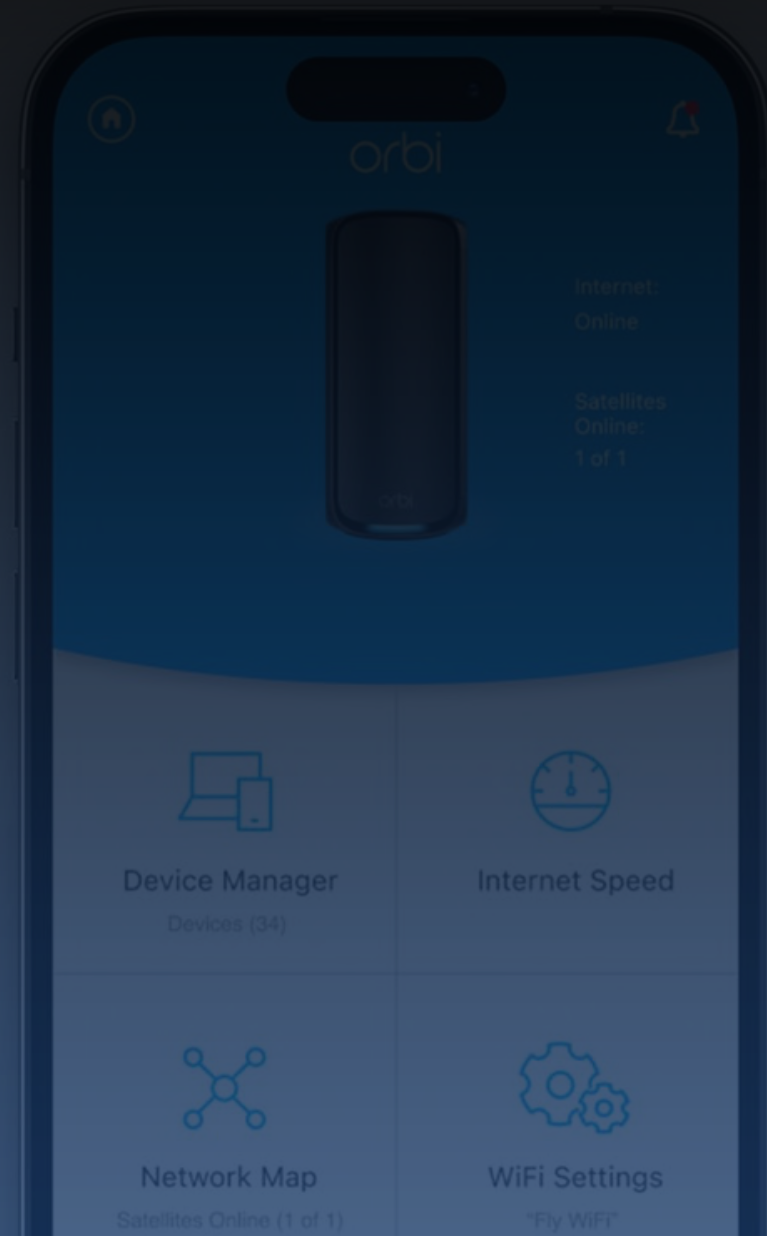 orbi
Internet:
Online
Satellites
Online:
1 of 1
orbi
Device Manager
Devices (34)
Internet Speed
Network Map
Satellites Online (1 of 1)
WiFi Settings
"Fly WiFi"